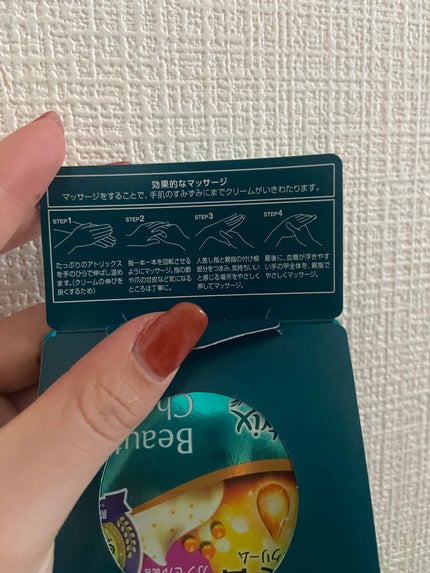 効果的なマッサージ
マッサージをすることで、手肌のすみずみにまでクリームがいきわたります。
STEP1
たっぷりのアトリックス
を手のひらで伸ばし温め
ます。(クリームの伸びを
良くするため)
STEP2
指一本一本を回転させる
ようにマッサージ。指の節
や爪の甘皮など気になる
ところは丁寧に。
STEP3
人差し指と親指の付け根
部分をつまみ、気持ちいい
と感じる場所をやさしく
押してマッサージ。
STEP4
最後に、血管が浮きやす
い手の甲全体を、親指で
やさしくマッサージ。
Beaut
Ch
ix
クリーム